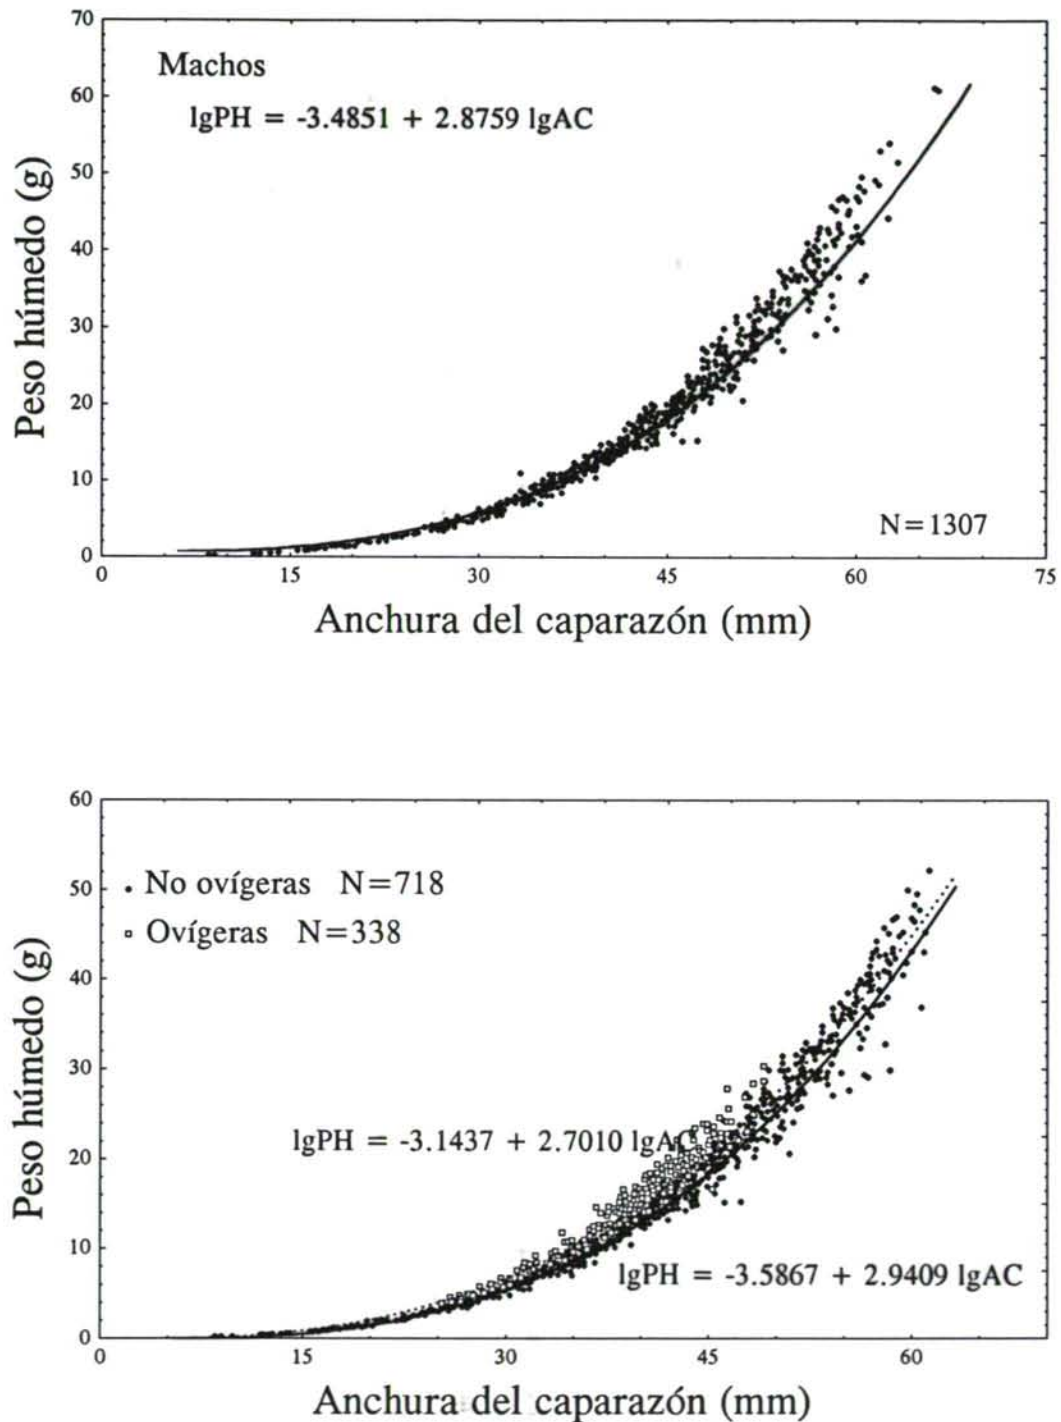 70
60
50
40
30
20
10
0
Peso húmedo (g)
Machos
lgPH = -3.4851 + 2.8759 lgAC
N=1307
0 15 30 45 60 75
Anchura del caparazón (mm)
60
50
40
30
20
10
0
Peso húmedo (g)
No ovígeras N=718
Ovígeras N=338
lgPH = -3.1437 + 2.7010 lgAC
lgPH = -3.5867 + 2.9409 lgAC
0 15 30 45 60
Anchura del caparazón (mm)